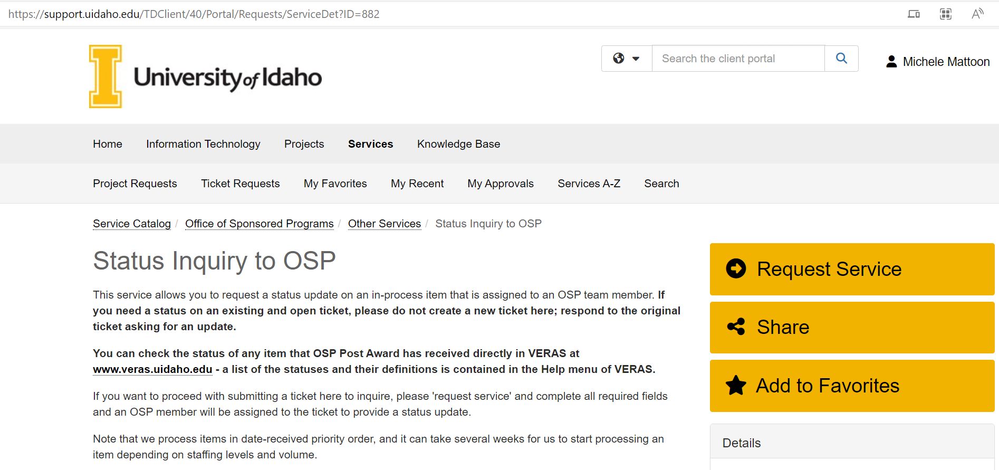 https://support.uidaho.edu/TDClient/40/Portal/Requests/ServiceDet?ID=882
University of Idaho
Search the client portal
Michele Mattoon
Home Information Technology Projects Services Knowledge Base
Project Requests Ticket Requests My Favorites My Recent My Approvals Services A-Z Search
Service Catalog / Office of Sponsored Programs / Other Services / Status Inquiry to OSP
Status Inquiry to OSP
This service allows you to request a status update on an in-process item that is assigned to an OSP team member. If
you need a status on an existing and open ticket, please do not create a new ticket here; respond to the original
ticket asking for an update.
You can check the status of any item that OSP Post Award has received directly in VERAS at
www.veras.uidaho.edu - a list of the statuses and their definitions is contained in the Help menu of VERAS.
If you want to proceed with submitting a ticket here to inquire, please 'request service' and complete all required fields
and an OSP member will be assigned to the ticket to provide a status update.
Note that we process items in date-received priority order, and it can take several weeks for us to start processing an
item depending on staffing levels and volume.
Request Service
Share
Add to Favorites
Details